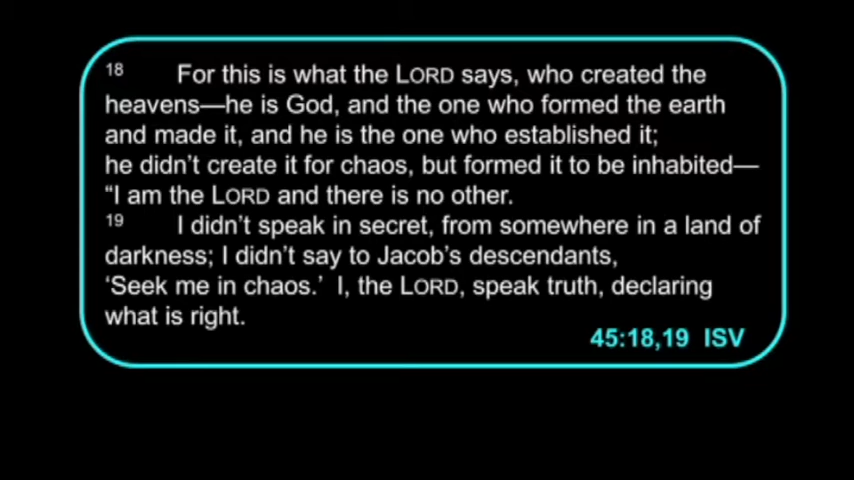 18 For this is what the LORD says, who created the
heavens—he is God, and the one who formed the earth
and made it, and he is the one who established it;
he didn’t create it for chaos, but formed it to be inhabited—
“I am the LORD and there is no other.
19 I didn’t speak in secret, from somewhere in a land of
darkness; I didn’t say to Jacob’s descendants,
‘Seek me in chaos.’ I, the LORD, speak truth, declaring
what is right.
45:18,19 ISV